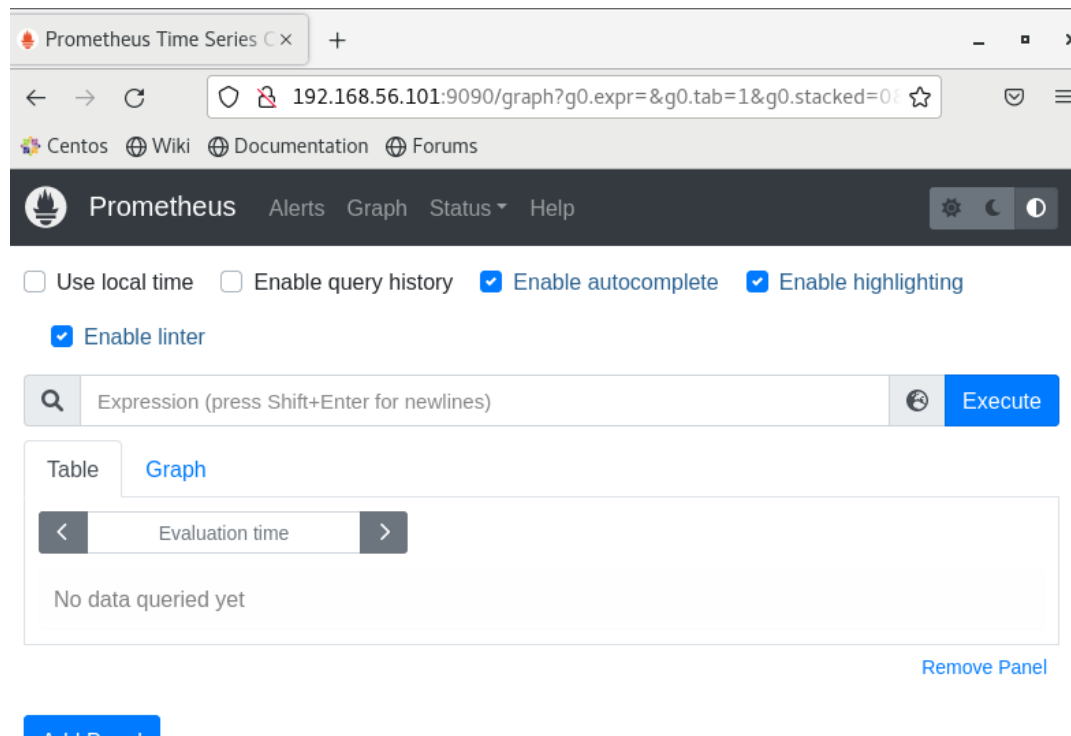 Prometheus Time Series C
192.168.56.101:9090/graph?g0.expr=&g0.tab=1&g0.stacked=0
Centos Wiki Documentation Forums
Prometheus Alerts Graph Status Help
Use local time Enable query history Enable autocomplete Enable highlighting
Enable linter
Expression (press Shift+Enter for newlines) Execute
Table Graph
Evaluation time
No data queried yet
Remove Panel
Add Panel